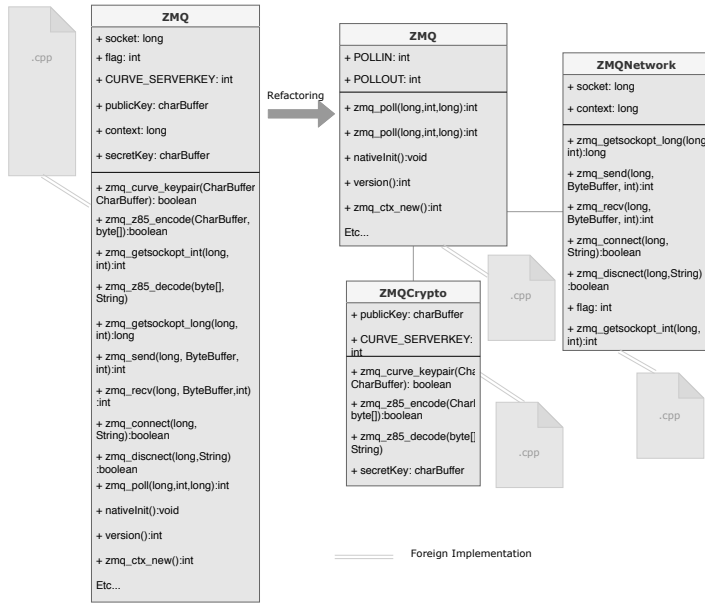 .cpp
ZMQ
+ socket: long
+ flag: int
+ CURVE_SERVERKEY: int
+ publicKey: charBuffer
+ context: long
+ secretKey: charBuffer
+ zmq_curve_keypair(CharBuffer
CharBuffer): boolean
+ zmq_z85_encode(CharBuffer,
byte[]):boolean
+ zmq_getsockopt_int(long,
int):int
+ zmq_z85_decode(byte[],
String)
+ zmq_getsockopt_long(long,
int):long
+ zmq_send(long, ByteBuffer,
int):int
+ zmq_recv(long, ByteBuffer,int)
:int
+ zmq_connect(long,
String):boolean
+ zmq_discnect(long,String)
:boolean
+ zmq_poll(long,int,long):int
+ nativeInit():void
+ version():int
+ zmq_ctx_new():int
Etc...
Refactoring
ZMQ
+ POLLIN: int
+ POLLOUT: int
+ zmq_poll(long,int,long):int
+ zmq_poll(long,int,long):int
+ nativeInit():void
+ version():int
+ zmq_ctx_new():int
Etc...
.cpp
ZMQNetwork
+ socket: long
+ context: long
+ zmq_getsockopt_long(long
int):long
+ zmq_send(long,
ByteBuffer, int):int
+ zmq_recv(long,
ByteBuffer, int):int
+ zmq_connect(long,
String):boolean
+ zmq_discnect(long,String)
:boolean
+ flag: int
+ zmq_getsockopt_int(long,
int):int
.cpp
ZMQCrypto
+ publicKey: charBuffer
+ CURVE_SERVERKEY:
int
+ zmq_curve_keypair(Cha
CharBuffer): boolean
+ zmq_z85_encode(Charl
byte[]):boolean
+ zmq_z85_decode(byte[]
String)
+ secretKey: charBuffer
.cpp
.cpp
Foreign Implementation